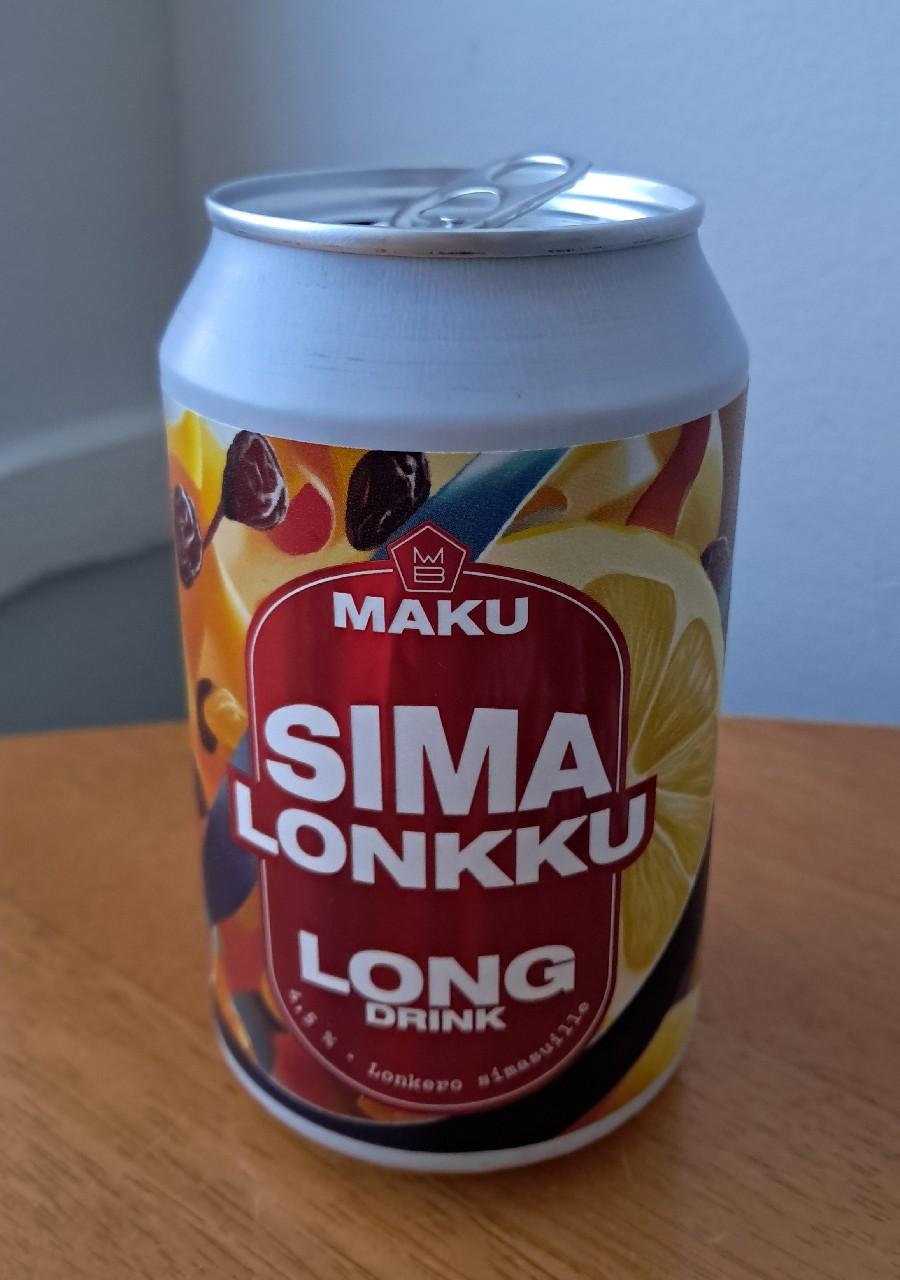 MB
MAKU
SIMA
LONKKU
LONG
DRINK
4,5 % · Lonkero simasuille